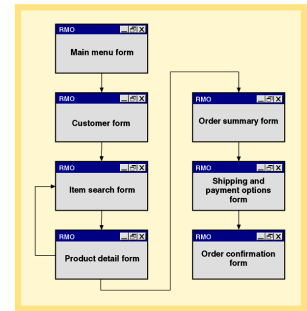 RMO
Main menu form
RMO
Customer form
RMO
Item search form
RMO
Product detail form
RMO
Order summary form
RMO
Shipping and
payment options
form
RMO
Order confirmation
form